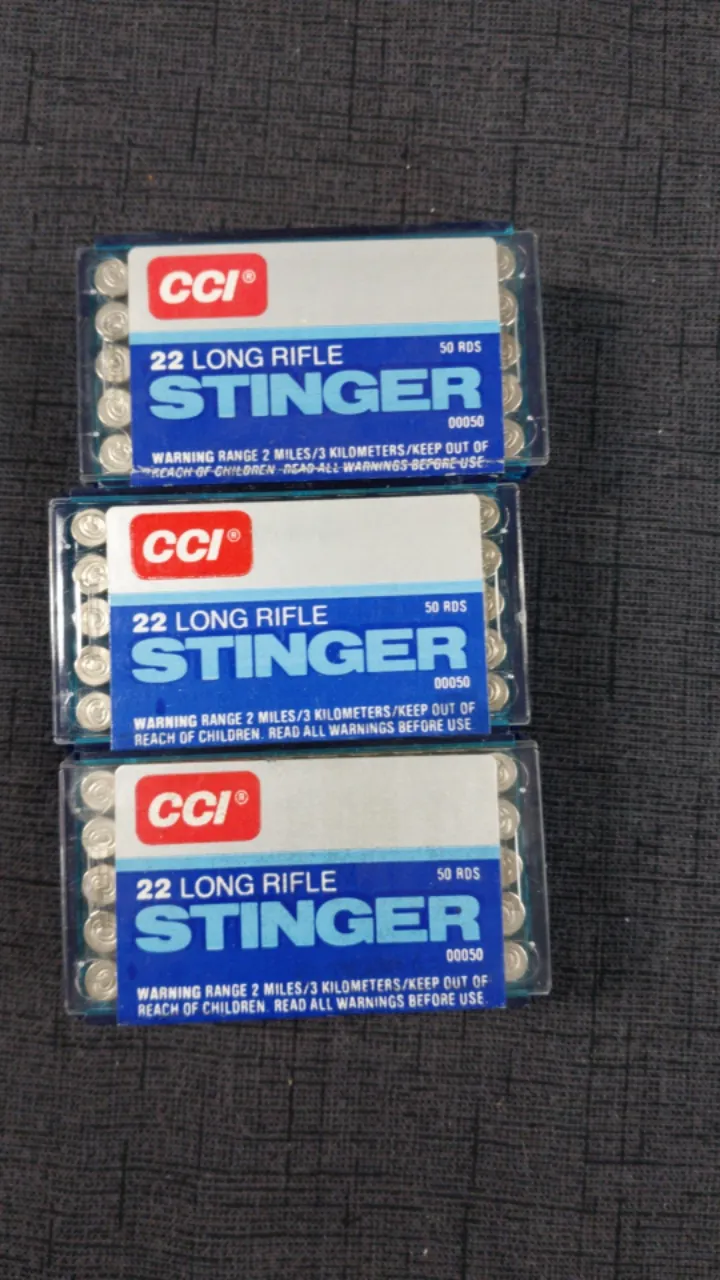 CCI®
22 LONG RIFLE
50 RDS
STINGER
00050
WARNING RANGE 2 MILES/3 KILOMETERS/KEEP OUT OF
REACH OF CHILDREN. READ ALL WARNINGS BEFORE USE.
CCI®
22 LONG RIFLE
50 RDS
STINGER
00050
WARNING RANGE 2 MILES/3 KILOMETERS/KEEP OUT OF
REACH OF CHILDREN. READ ALL WARNINGS BEFORE USE.
CCI®
22 LONG RIFLE
50 RDS
STINGER
00050
WARNING RANGE 2 MILES/3 KILOMETERS/KEEP OUT OF
REACH OF CHILDREN. READ ALL WARNINGS BEFORE USE.